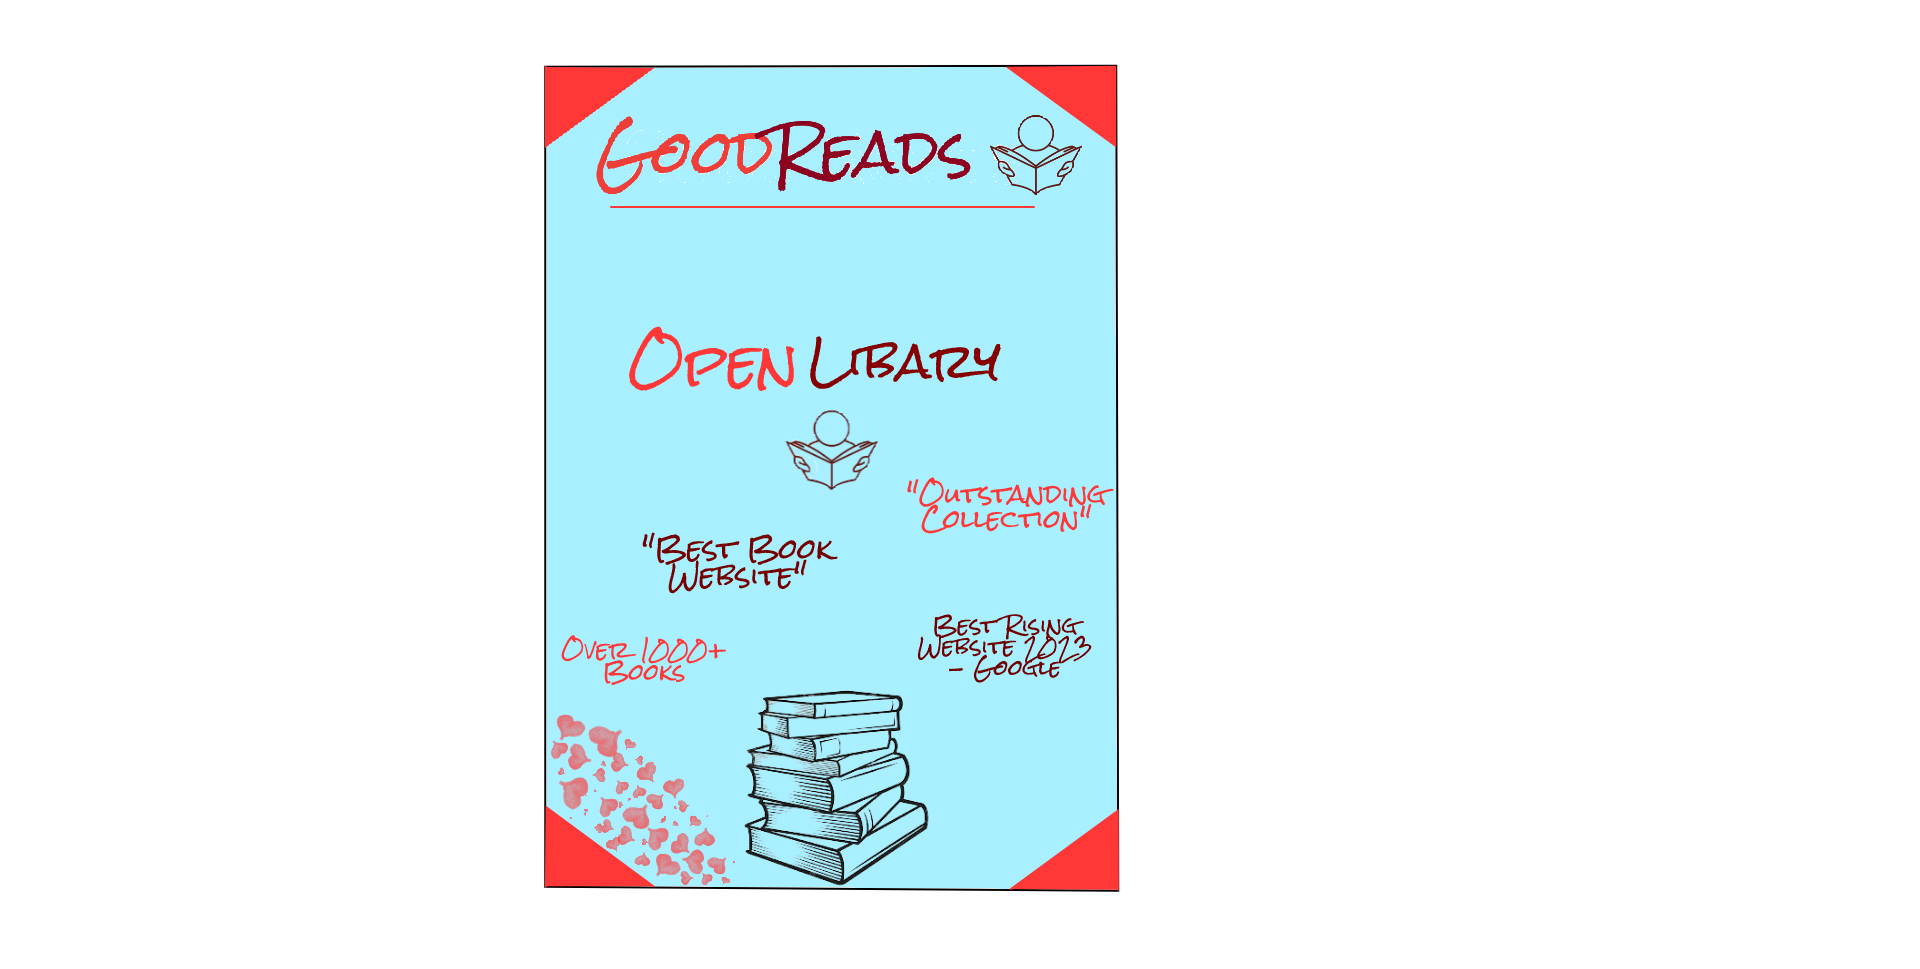 GoodReads
Open Libary
"Outstanding
Collection"
"Best Book
Website"
Best Rising
Website 2023
- Google
Over 1000+
Books